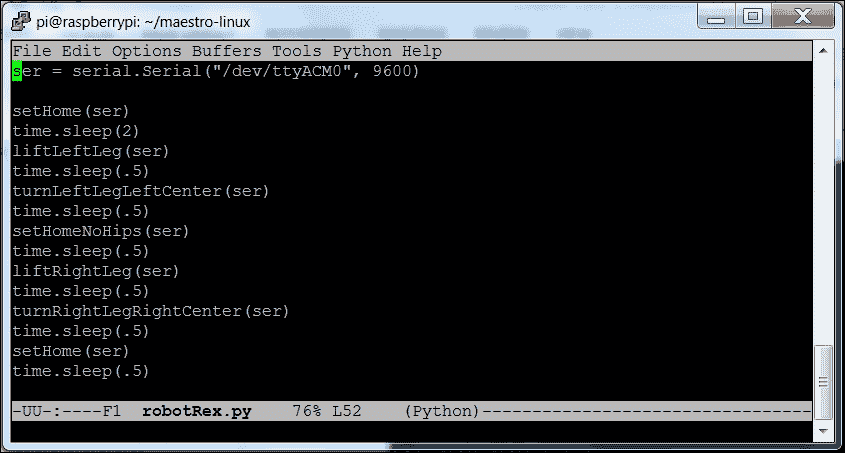 pi@raspberrypi: ~/maestro-linux
File Edit Options Buffers Tools Python Help
ser = serial.Serial("/dev/ttyACM0", 9600)
setHome(ser)
time.sleep(2)
liftLeftLeg(ser)
time.sleep(.5)
turnLeftLegLeftCenter(ser)
time.sleep(.5)
setHomeNoHips(ser)
time.sleep(.5)
liftRightLeg(ser)
time.sleep(.5)
turnRightLegRightCenter(ser)
time.sleep(.5)
setHome(ser)
time.sleep(.5)
-UU-:----F1  robotRex.py    76% L52    (Python)---------------------------------